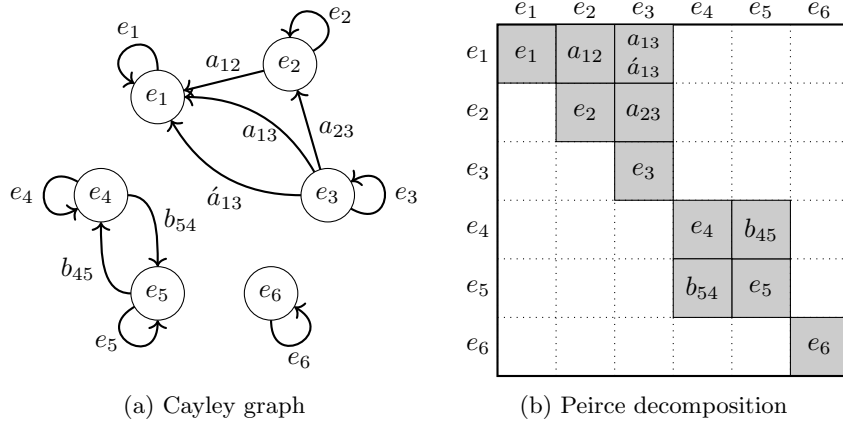 e₁
e₂
a₁₂
e₂
e₁
a₁₃
a₂₃
á₁₃
e₃
e₃
e₄
e₄
b₅₄
b₄₅
e₅
e₆
e₅
e₆
(a) Cayley graph
e₁ e₂ e₃ e₄ e₅ e₆
e₁ e₁ a₁₂ a₁₃
á₁₃
e₂ e₂ a₂₃
e₃ e₃
e₄ e₄ b₄₅
e₅ b₅₄ e₅
e₆ e₆
(b) Peirce decomposition